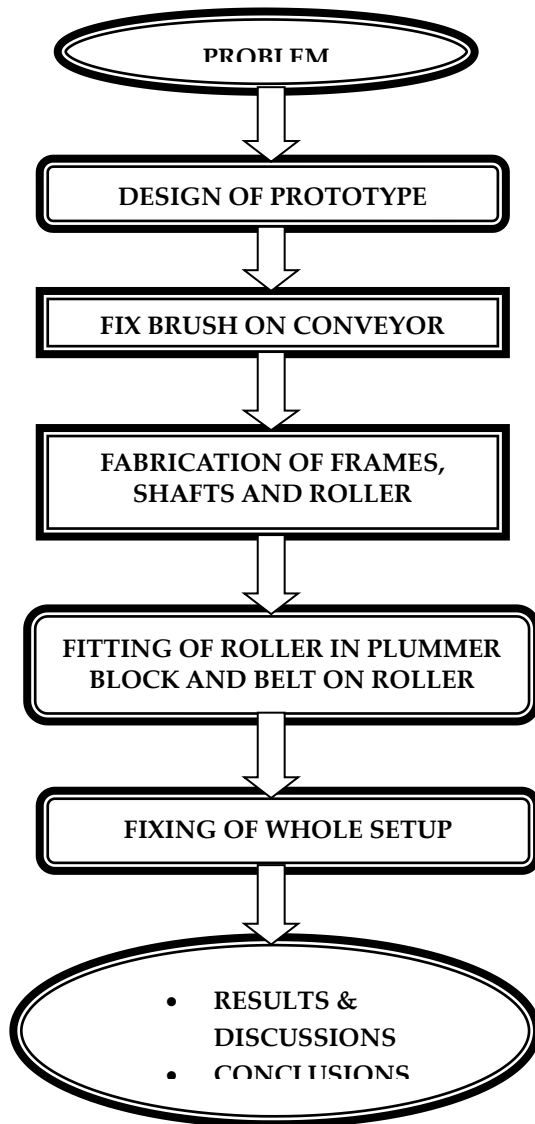 PROBLEM
DESIGN OF PROTOTYPE
FIX BRUSH ON CONVEYOR
FABRICATION OF FRAMES,
SHAFTS AND ROLLER
FITTING OF ROLLER IN PLUMMER
BLOCK AND BELT ON ROLLER
FIXING OF WHOLE SETUP
• RESULTS &
DISCUSSIONS
• CONCLUSIONS